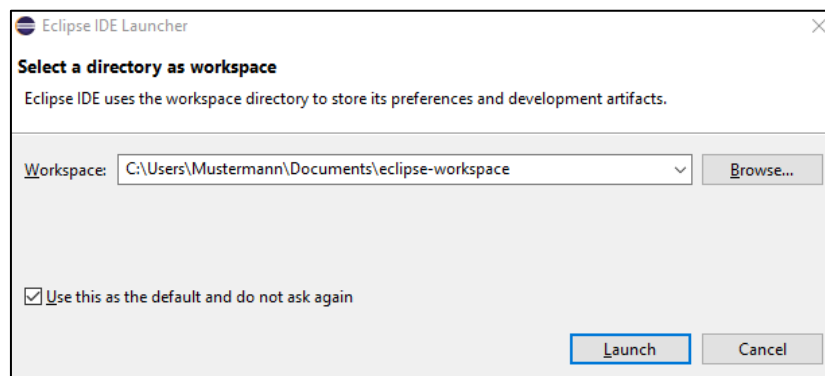 Eclipse IDE Launcher
Select a directory as workspace
Eclipse IDE uses the workspace directory to store its preferences and development artifacts.
Workspace: C:\Users\Mustermann\Documents\eclipse-workspace Browse...
Use this as the default and do not ask again
Launch Cancel